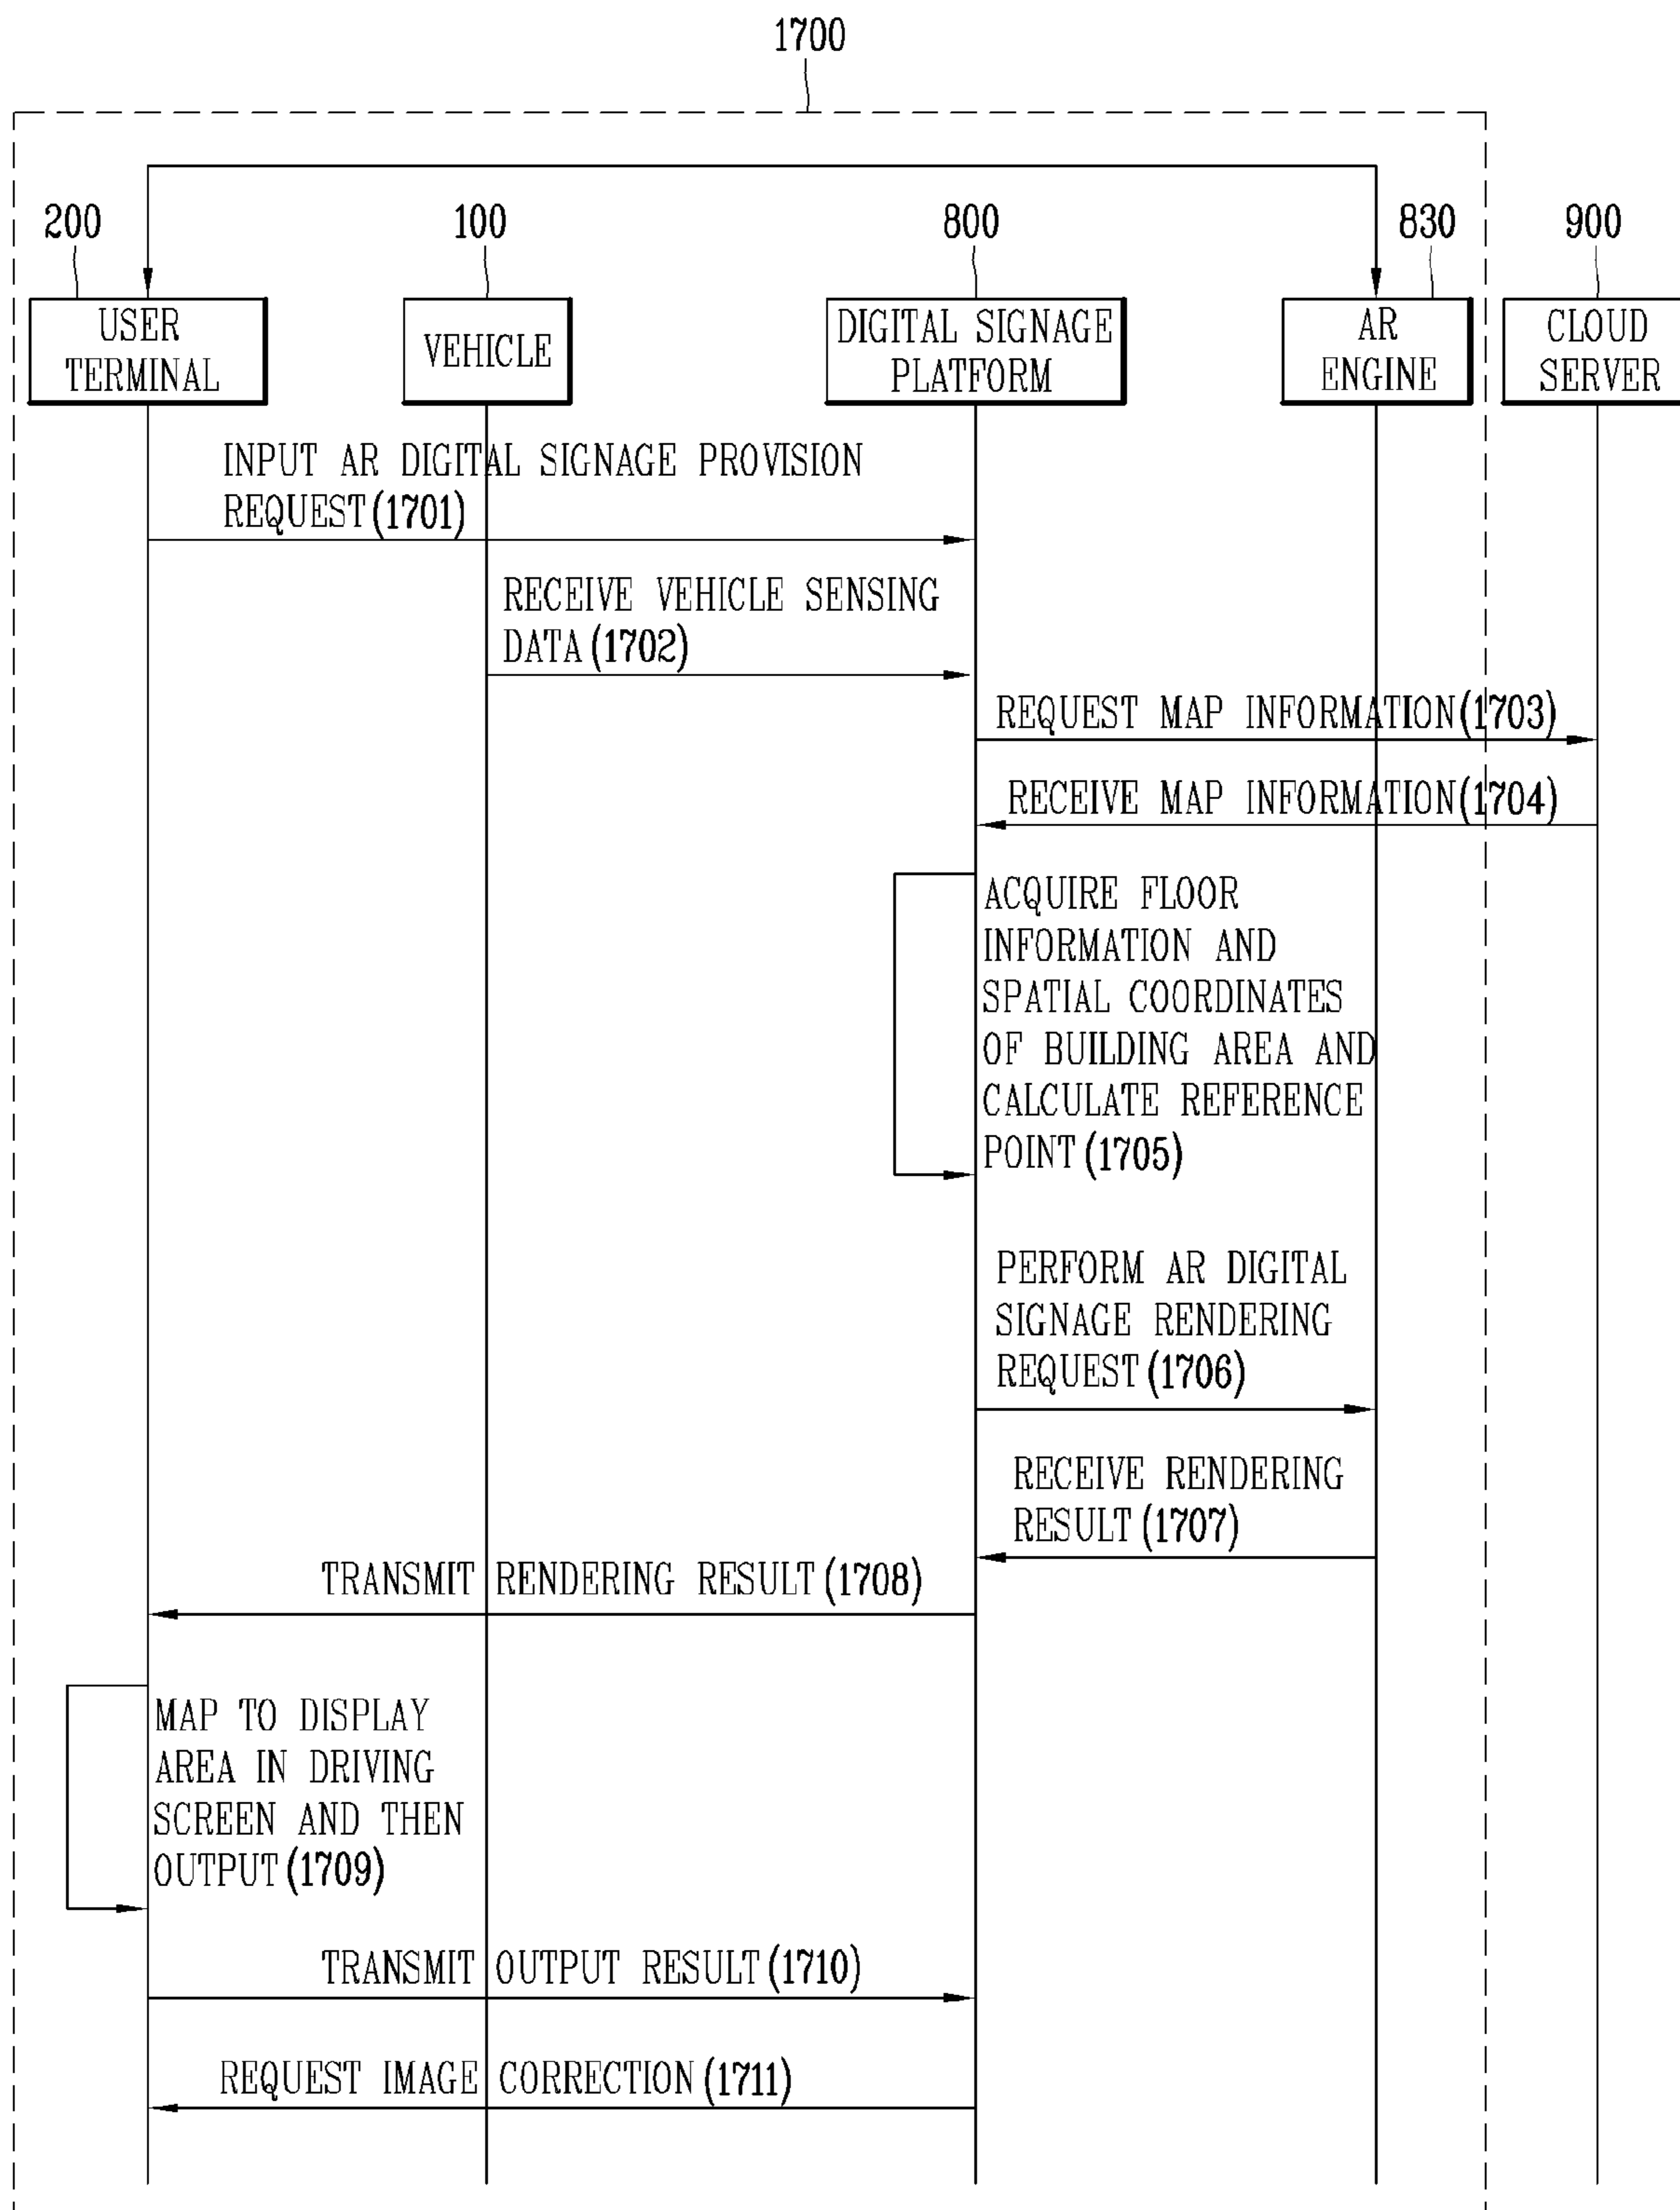 1700
200
100
800
830
900
USER
TERMINAL
VEHICLE
DIGITAL SIGNAGE
PLATFORM
AR
ENGINE
CLOUD
SERVER
INPUT AR DIGITAL SIGNAGE PROVISION
REQUEST(1701)
RECEIVE VEHICLE SENSING
DATA(1702)
REQUEST MAP INFORMATION(1703)
RECEIVE MAP INFORMATION(1704)
ACQUIRE FLOOR
INFORMATION AND
SPATIAL COORDINATES
OF BUILDING AREA AND
CALCULATE REFERENCE
POINT(1705)
PERFORM AR DIGITAL
SIGNAGE RENDERING
REQUEST(1706)
RECEIVE RENDERING
RESULT(1707)
TRANSMIT RENDERING RESULT(1708)
MAP TO DISPLAY
AREA IN DRIVING
SCREEN AND THEN
OUTPUT(1709)
TRANSMIT OUTPUT RESULT(1710)
REQUEST IMAGE CORRECTION(1711)